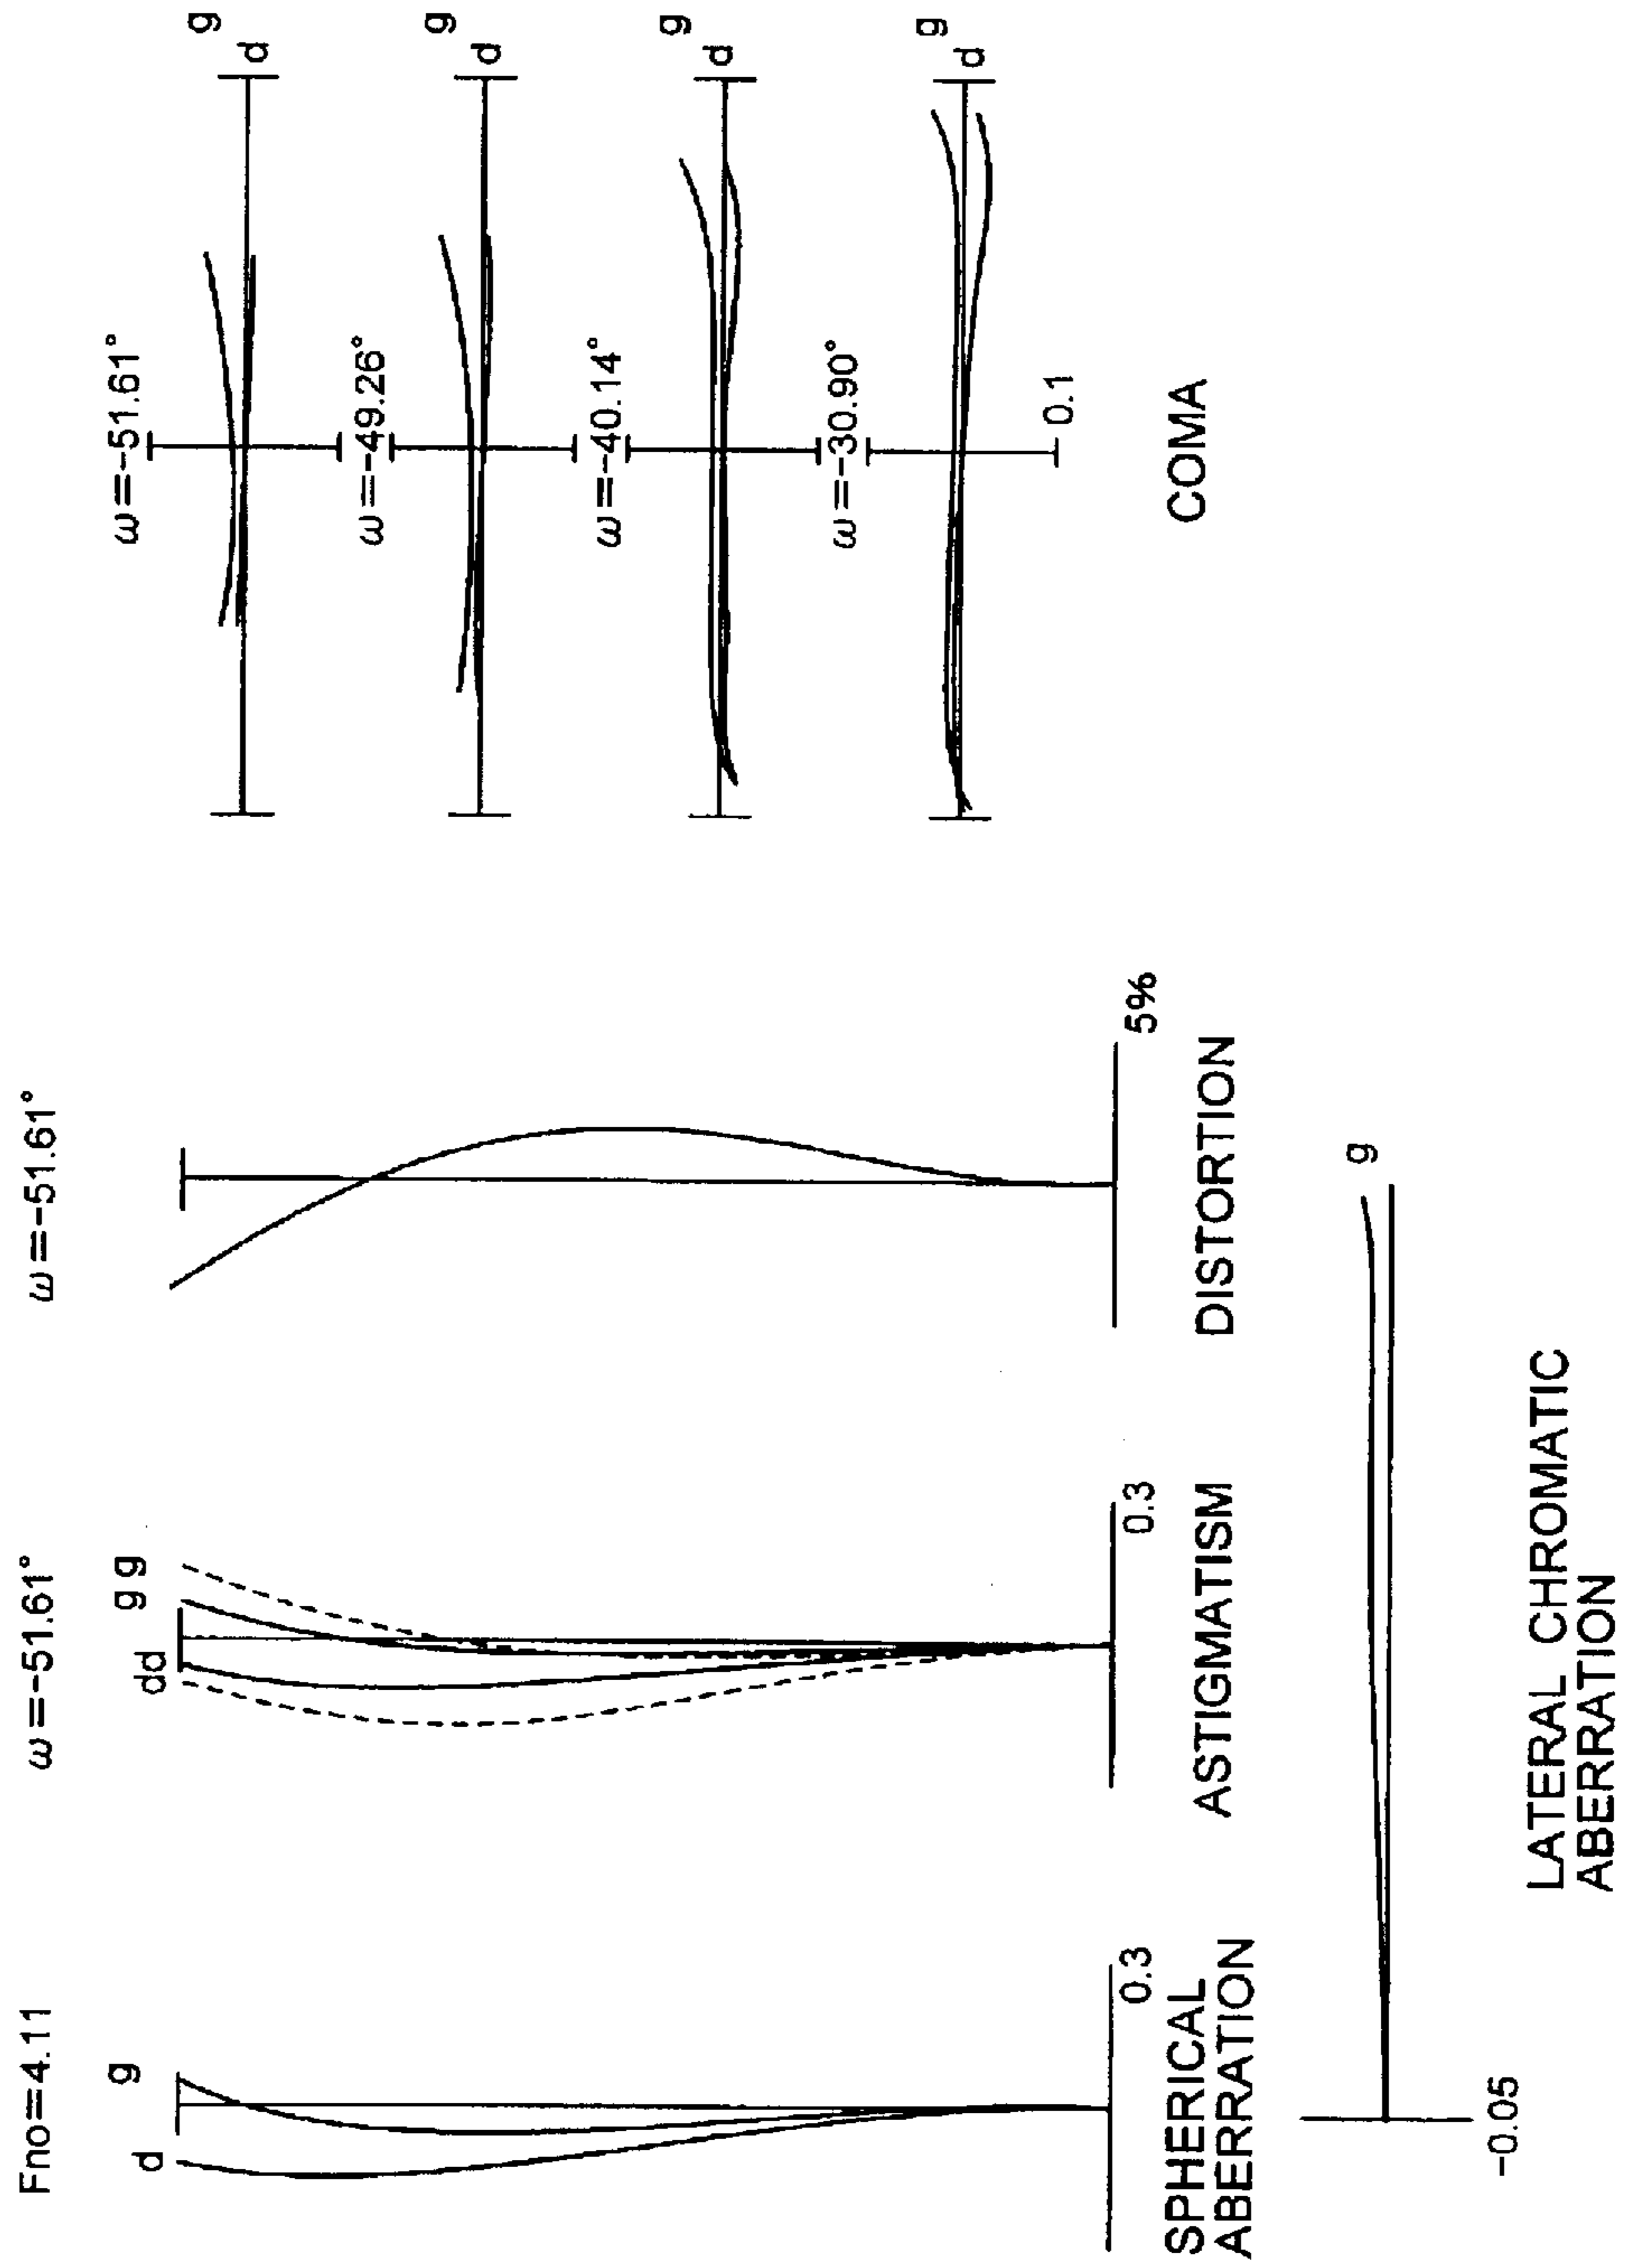 Fno=4.11
d
g
0.3
SPHERICAL
ABERRATION
ω=-51.61°
dd
g g
0.3
ASTIGMATISM
ω=-51.61°
5%
DISTORTION
ω=-51.61°
g
d
ω=-49.26°
g
d
ω=-40.14°
g
d
ω=-30.90°
g
d
0.1
COMA
g
-0.05
LATERAL CHROMATIC
ABERRATION